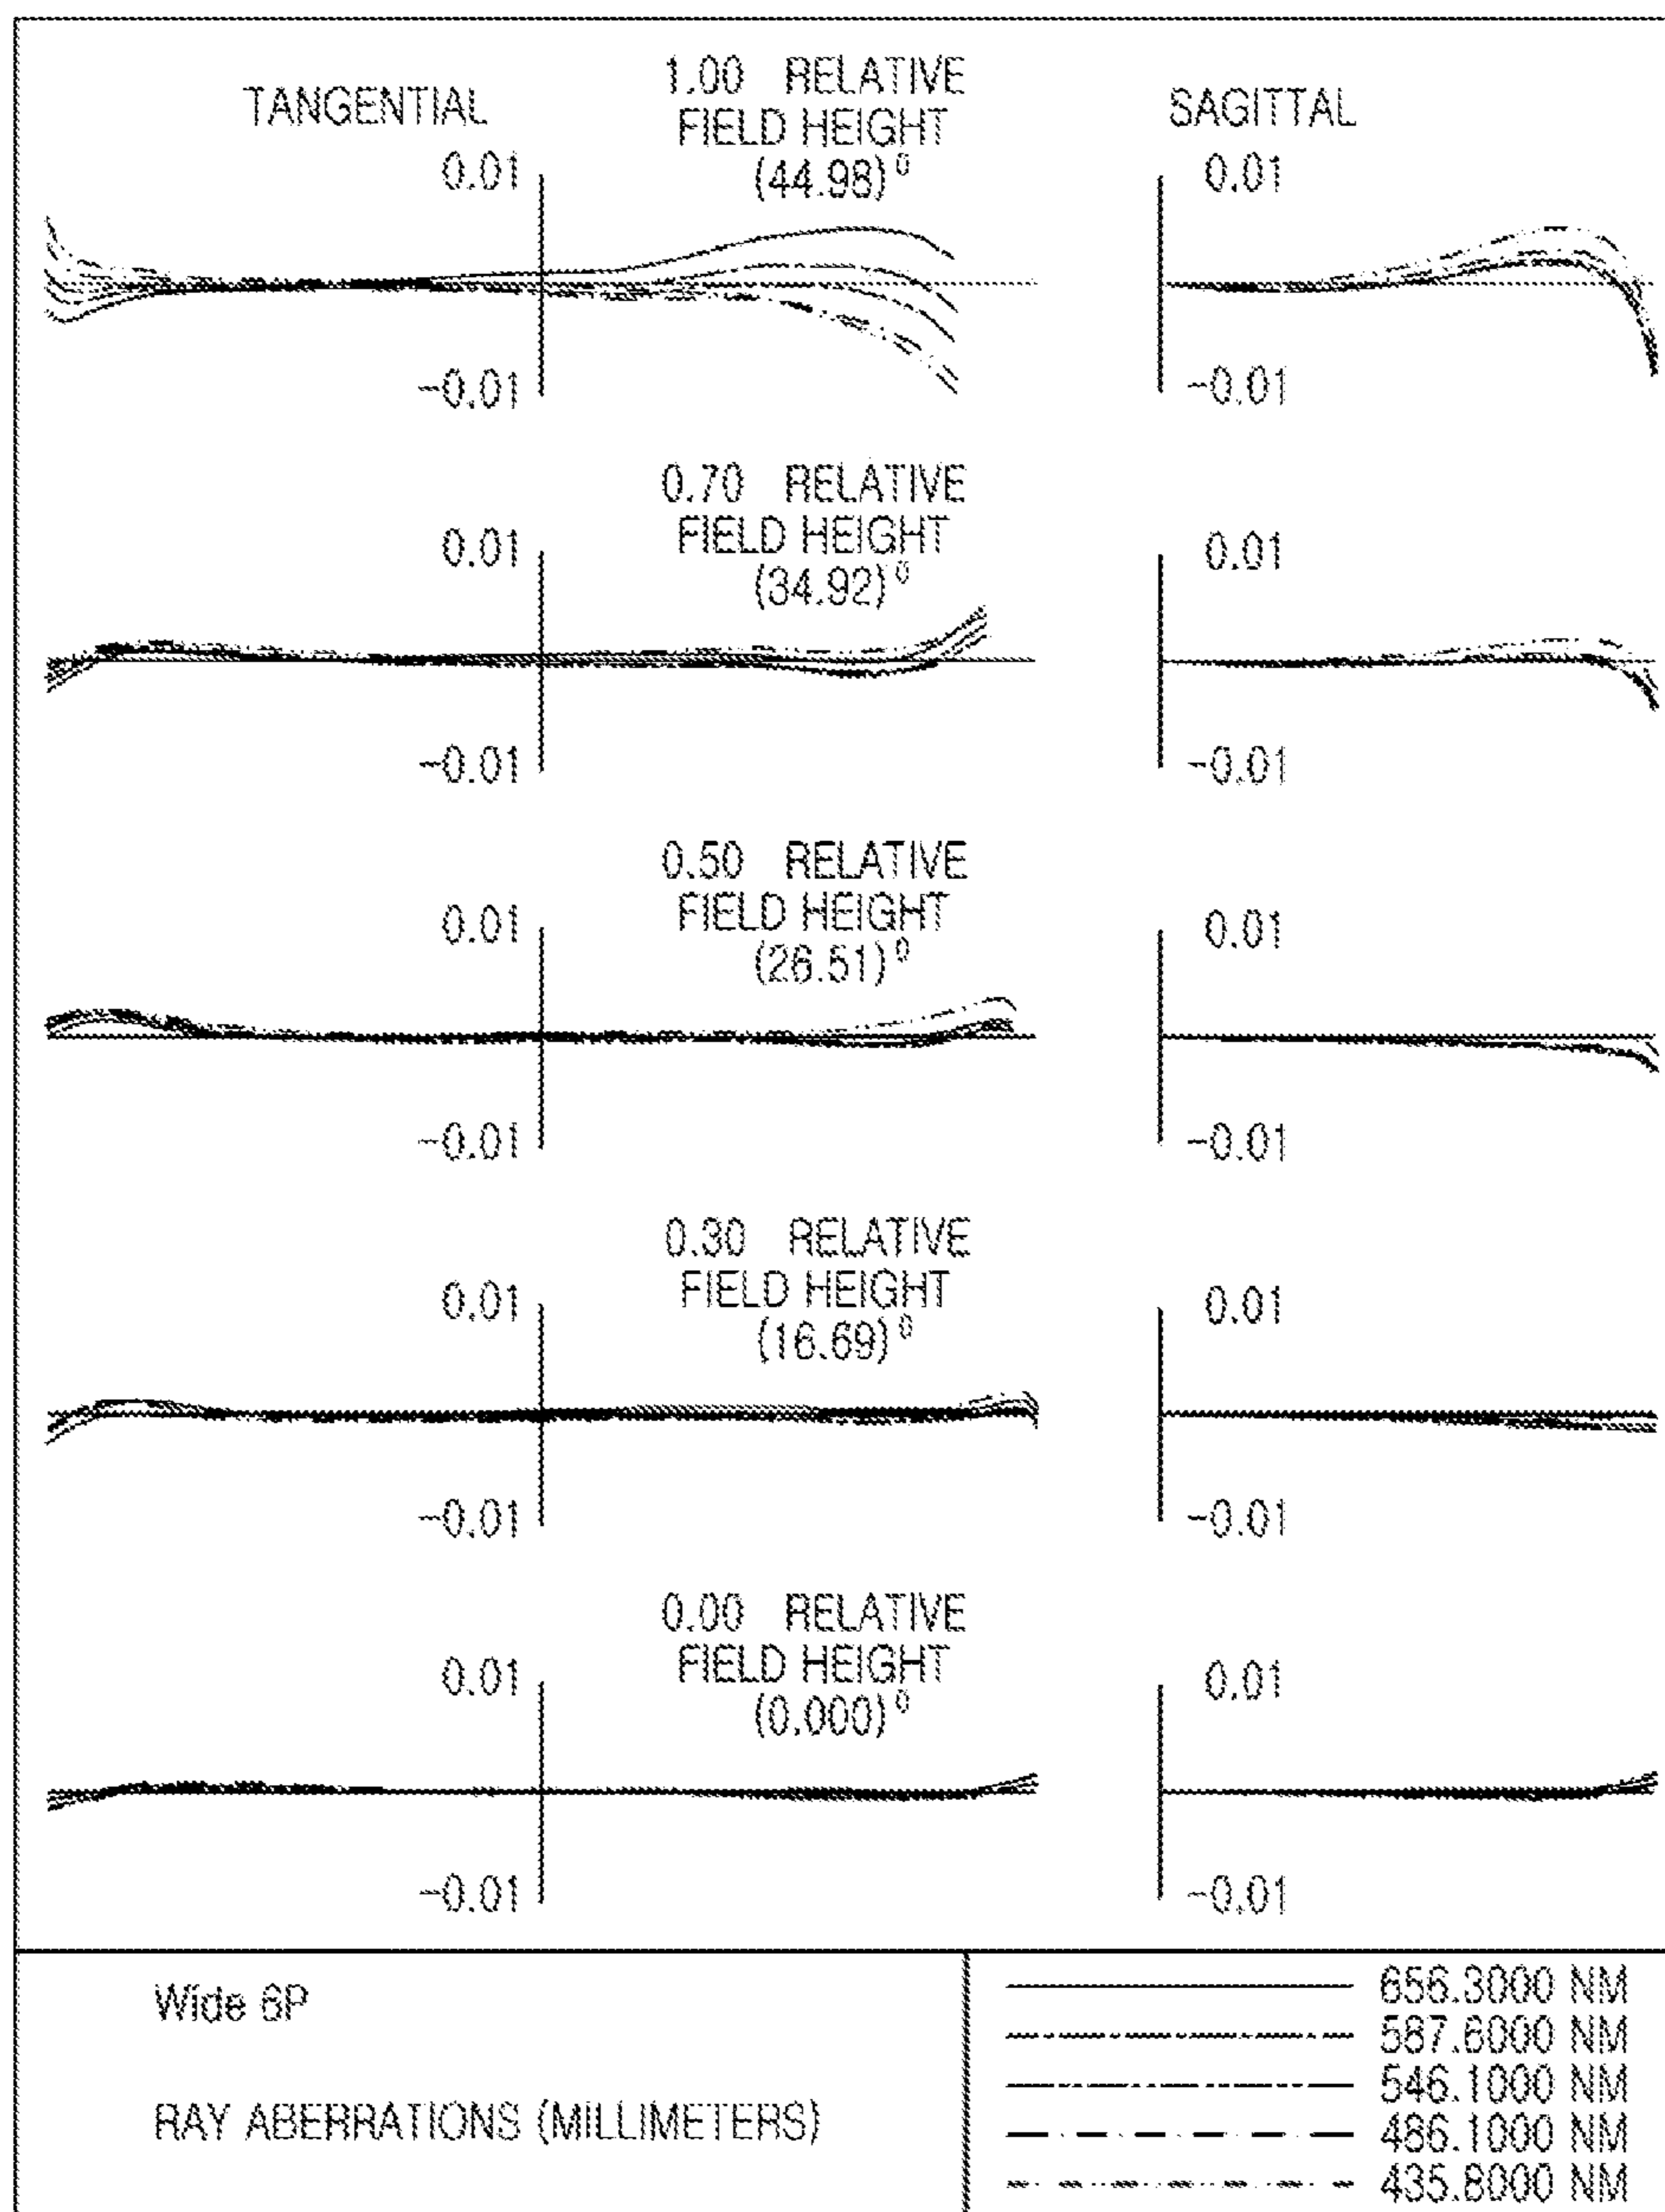 TANGENTIAL
1.00 RELATIVE
FIELD HEIGHT
(44.98)⁰
SAGITTAL
0.01
0.01
-0.01
-0.01
0.70 RELATIVE
FIELD HEIGHT
(34.92)⁰
0.01
0.01
-0.01
-0.01
0.50 RELATIVE
FIELD HEIGHT
(26.51)⁰
0.01
0.01
-0.01
-0.01
0.30 RELATIVE
FIELD HEIGHT
(16.69)⁰
0.01
0.01
-0.01
-0.01
0.00 RELATIVE
FIELD HEIGHT
(0.000)⁰
0.01
0.01
-0.01
-0.01
Wide 6P
RAY ABERRATIONS (MILLIMETERS)
656.3000 NM
587.6000 NM
546.1000 NM
486.1000 NM
435.8000 NM